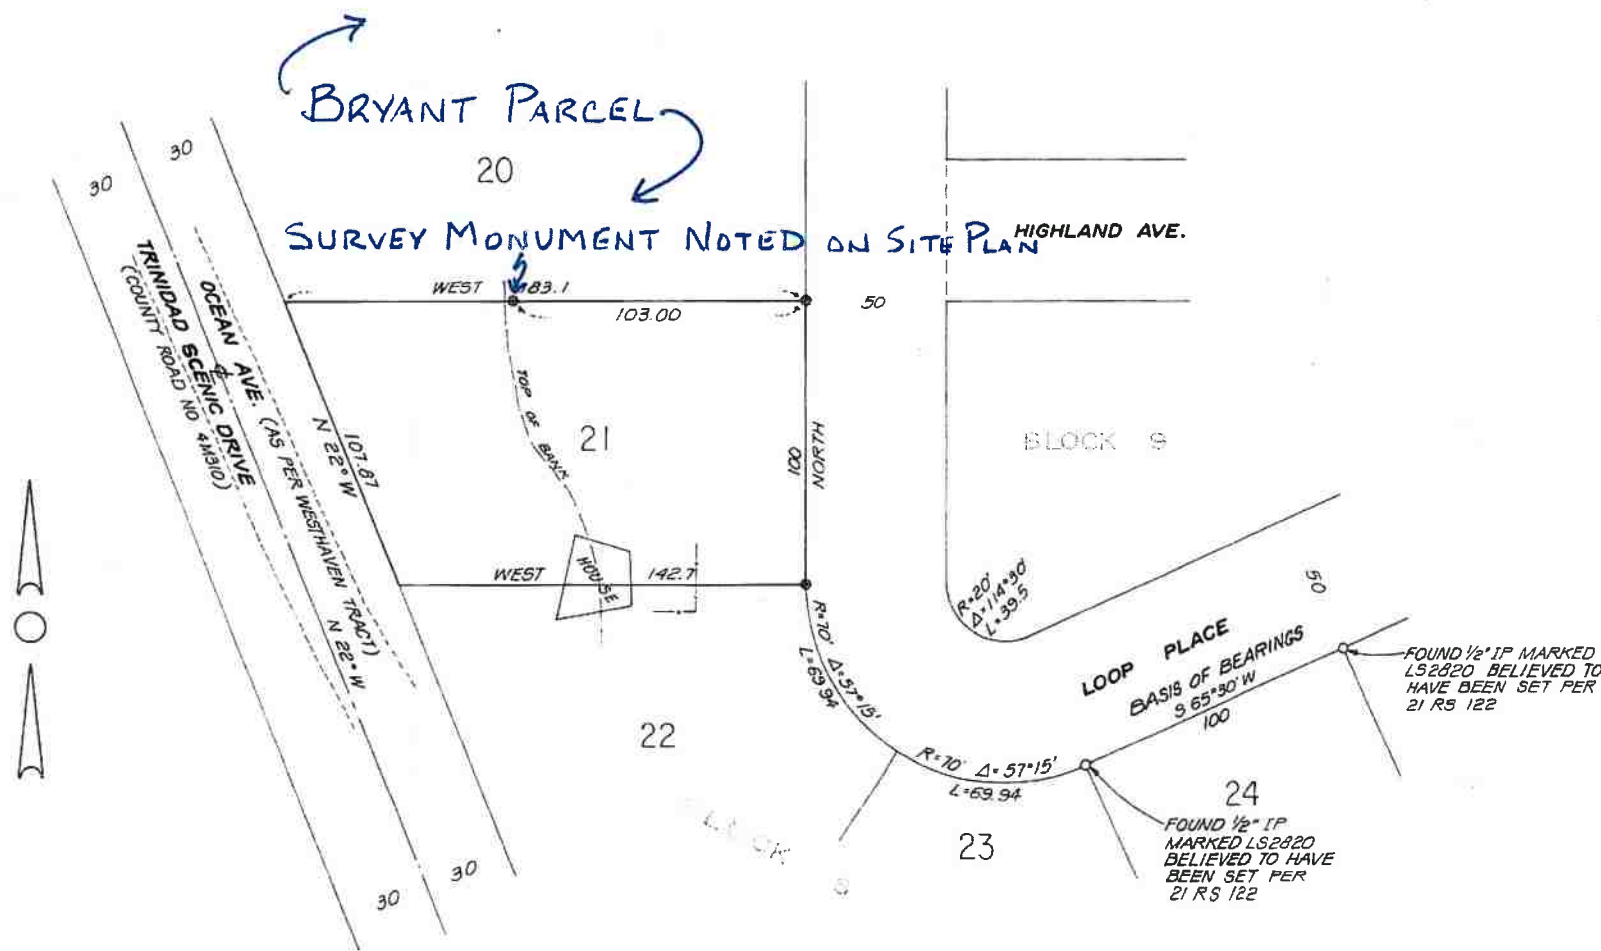 BRYANT PARCEL
20
30
30
SURVEY MONUMENT NOTED ON SITE PLAN
HIGHLAND AVE.
WEST 183.1
103.00
50
TRINIDAD SCENIC DRIVE
(COUNTY ROAD NO 4M310)
OCEAN AVE. (AS PER WESTHAVEN TRACT)
N 22° W
107.87
N 22° W
TOP OF BANK
21
NORTH
100
BLOCK 9
WEST
HOUSE
142.7
R=20'
Δ=114°30'
L=39.5
50
R=70' Δ=57°15'
L=69.94
LOOP PLACE
BASIS OF BEARINGS
S 65°30' W
100
FOUND 1/2" IP MARKED
LS2820 BELIEVED TO
HAVE BEEN SET PER
21 RS 122
22
R=70' Δ=57°15'
L=69.94
24
FOUND 1/2" IP
MARKED LS2820
BELIEVED TO HAVE
BEEN SET PER
21 RS 122
23
30
30